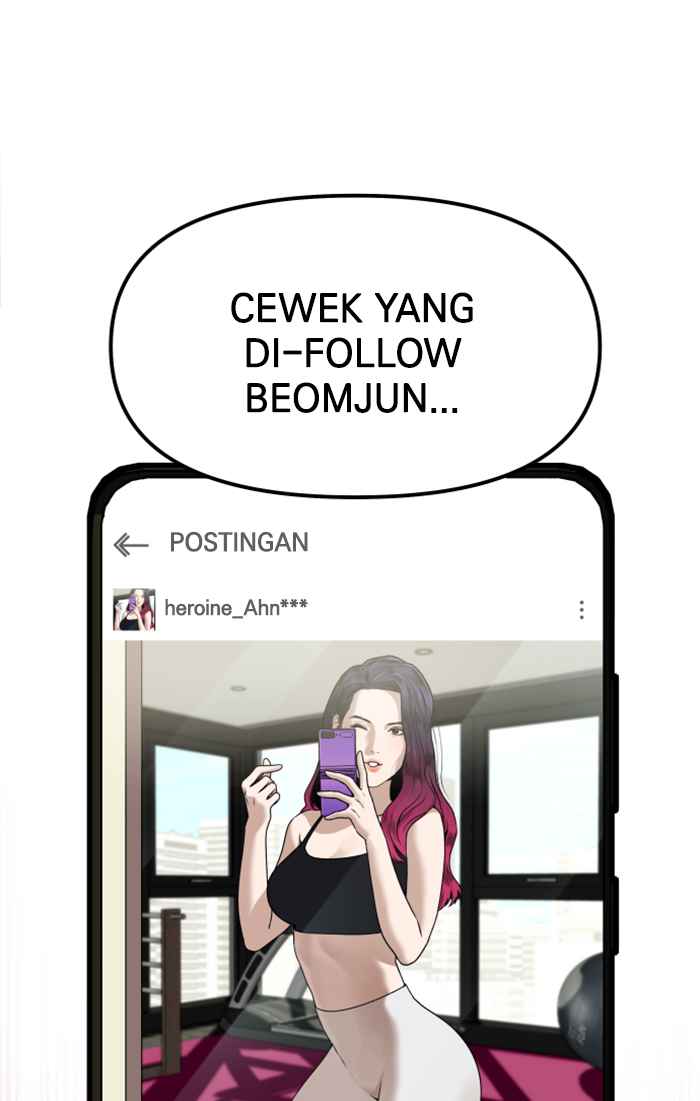 CEWEK YANG
DI-FOLLOW
BEOMJUN...
POSTINGAN
heroine_Ahn***